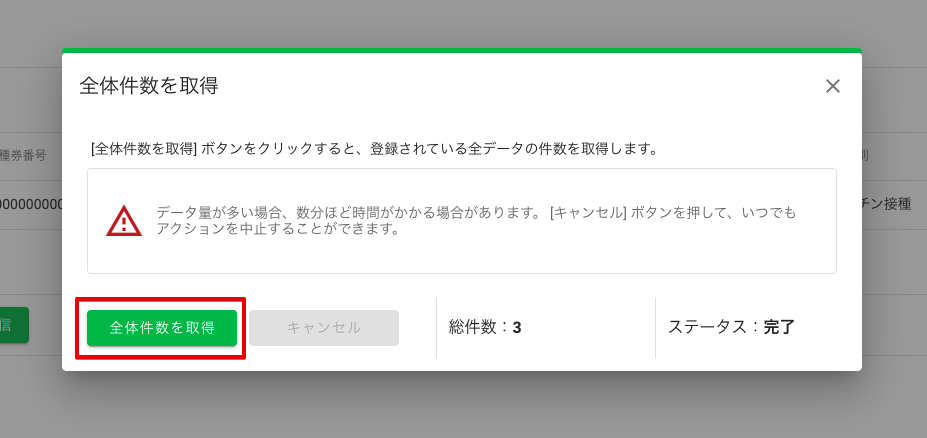 全体件数を取得
[全体件数を取得] ボタンをクリックすると、登録されている全データの件数を取得します。
種券番号
別
000000000
チン接種
データ量が多い場合、数分ほど時間がかかる場合があります。 [キャンセル] ボタンを押して、いつでも
アクションを中止することができます。
信
全体件数を取得
キャンセル
総件数：3
ステータス：完了